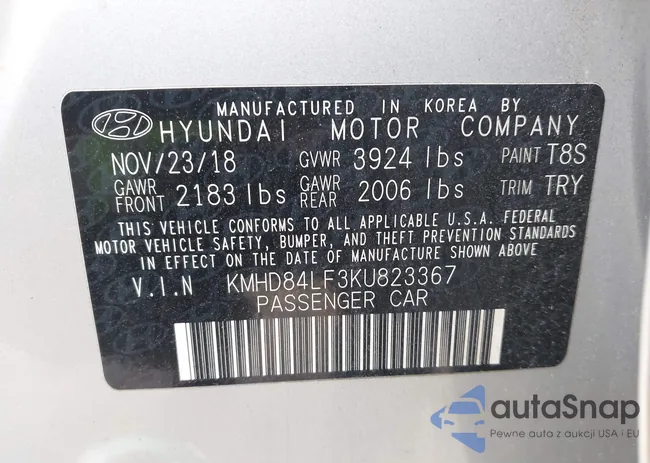 MANUFACTURED IN KOREA BY
HYUNDAI MOTOR COMPANY
NOV/23/18 GVWR 3924 lbs PAINT T8S
GAWR FRONT 2183 lbs GAWR REAR 2006 lbs TRIM TRY
THIS VEHICLE CONFORMS TO ALL APPLICABLE U.S.A. FEDERAL
MOTOR VEHICLE SAFETY, BUMPER, AND THEFT PREVENTION STANDARDS
IN EFFECT ON THE DATE OF MANUFACTURE SHOWN ABOVE
V.I.N KMHD84LF3KU823367
PASSENGER CAR
autaSnap
Pewne auta z aukcji USA i EU